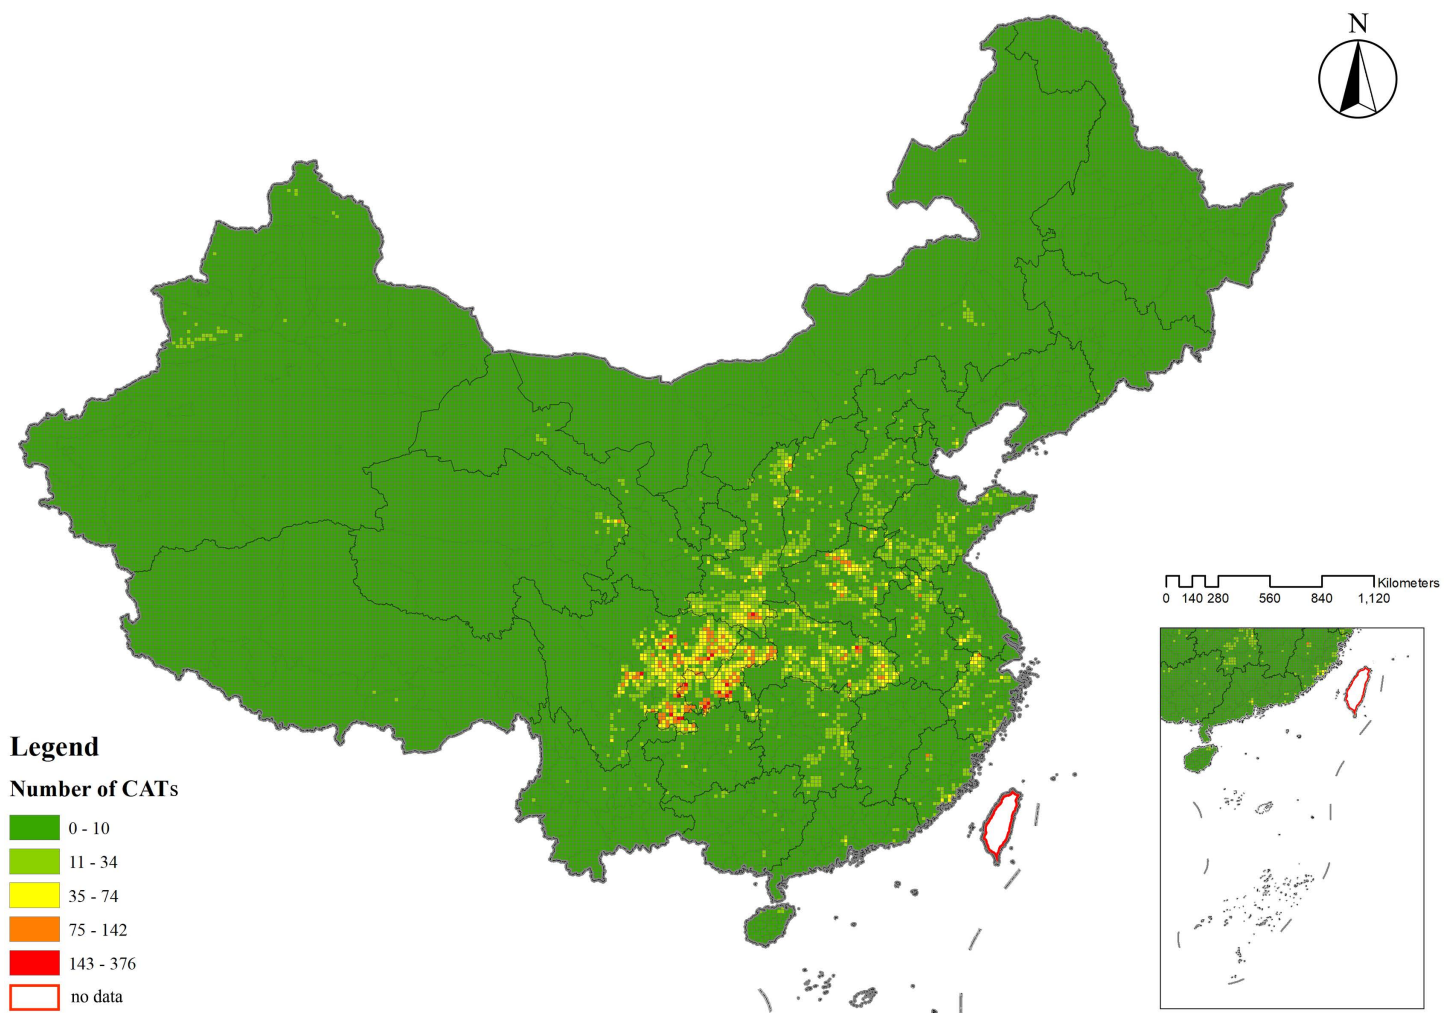 N
Kilometers
0 140 280 560 840 1,120
Legend
Number of CATs
0 - 10
11 - 34
35 - 74
75 - 142
143 - 376
no data